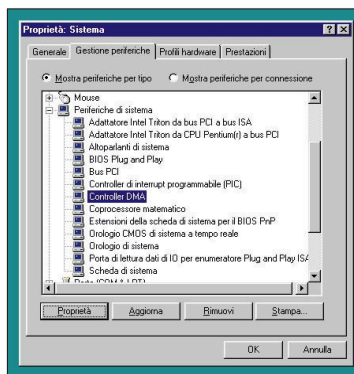 Proprietà: Sistema
Generale Gestione periferiche Profili hardware Prestazioni
Mostra periferiche per tipo Mostra periferiche per connessione
Mouse
Periferiche di sistema
Adattatore Intel Triton da bus PCI a bus ISA
Adattatore Intel Triton da CPU Pentium(r) a bus PCI
Altoparlanti di sistema
BIOS Plug and Play
Bus PCI
Controller di interrupt programmabile (PIC)
Controller DMA
Coprocessore matematico
Estensioni della scheda di sistema per il BIOS PnP
Orologio CMOS di sistema a tempo reale
Orologio di sistema
Porta di lettura dati di IO per enumeratore Plug and Play ISA
Scheda di sistema
Porte (COM & LPT)
Proprietà Aggiorna Rimuovi Stampa...
OK Annulla